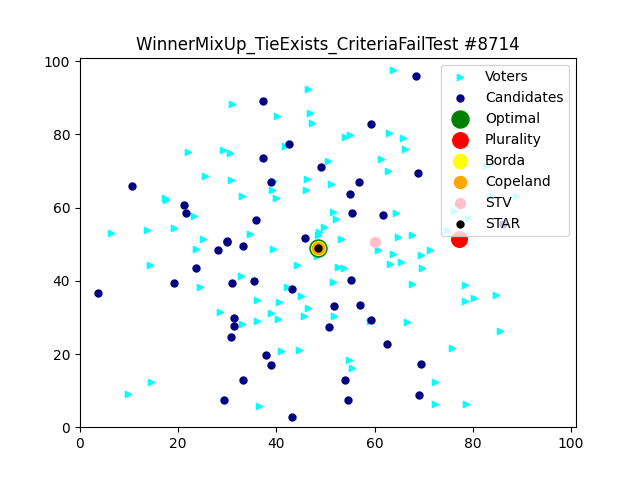 WinnerMixUp_TieExists_CriteriaFailTest #8714
100
80
60
40
20
0
0 20 40 60 80 100
Voters
Candidates
Optimal
Plurality
Borda
Copeland
STV
STAR